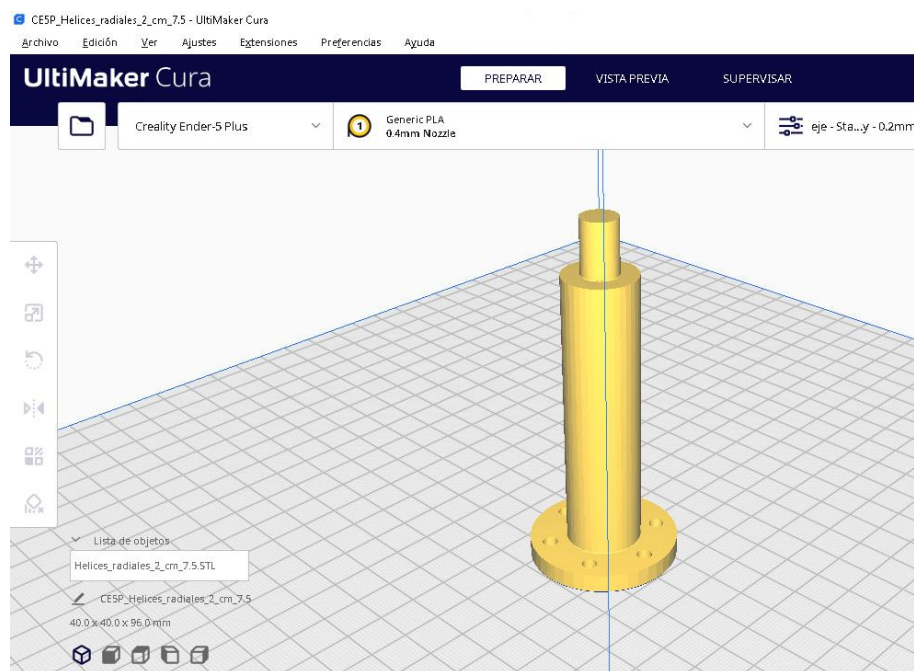 CE5P_Helices_radiales_2_cm_7.5 - UltiMaker Cura
Archivo Edición Ver Ajustes Extensiones Preferencias Ayuda
UltiMaker Cura PREPARAR VISTA PREVIA SUPERVISAR
Creality Ender-5 Plus
1
Generic PLA
0.4mm Nozzle
eje - Sta...y - 0.2mm
Lista de objetos
Helices_radiales_2_cm_7.5.STL
CE5P_Helices_radiales_2_cm_7.5
40.0 x 40.0 x 96.0 mm